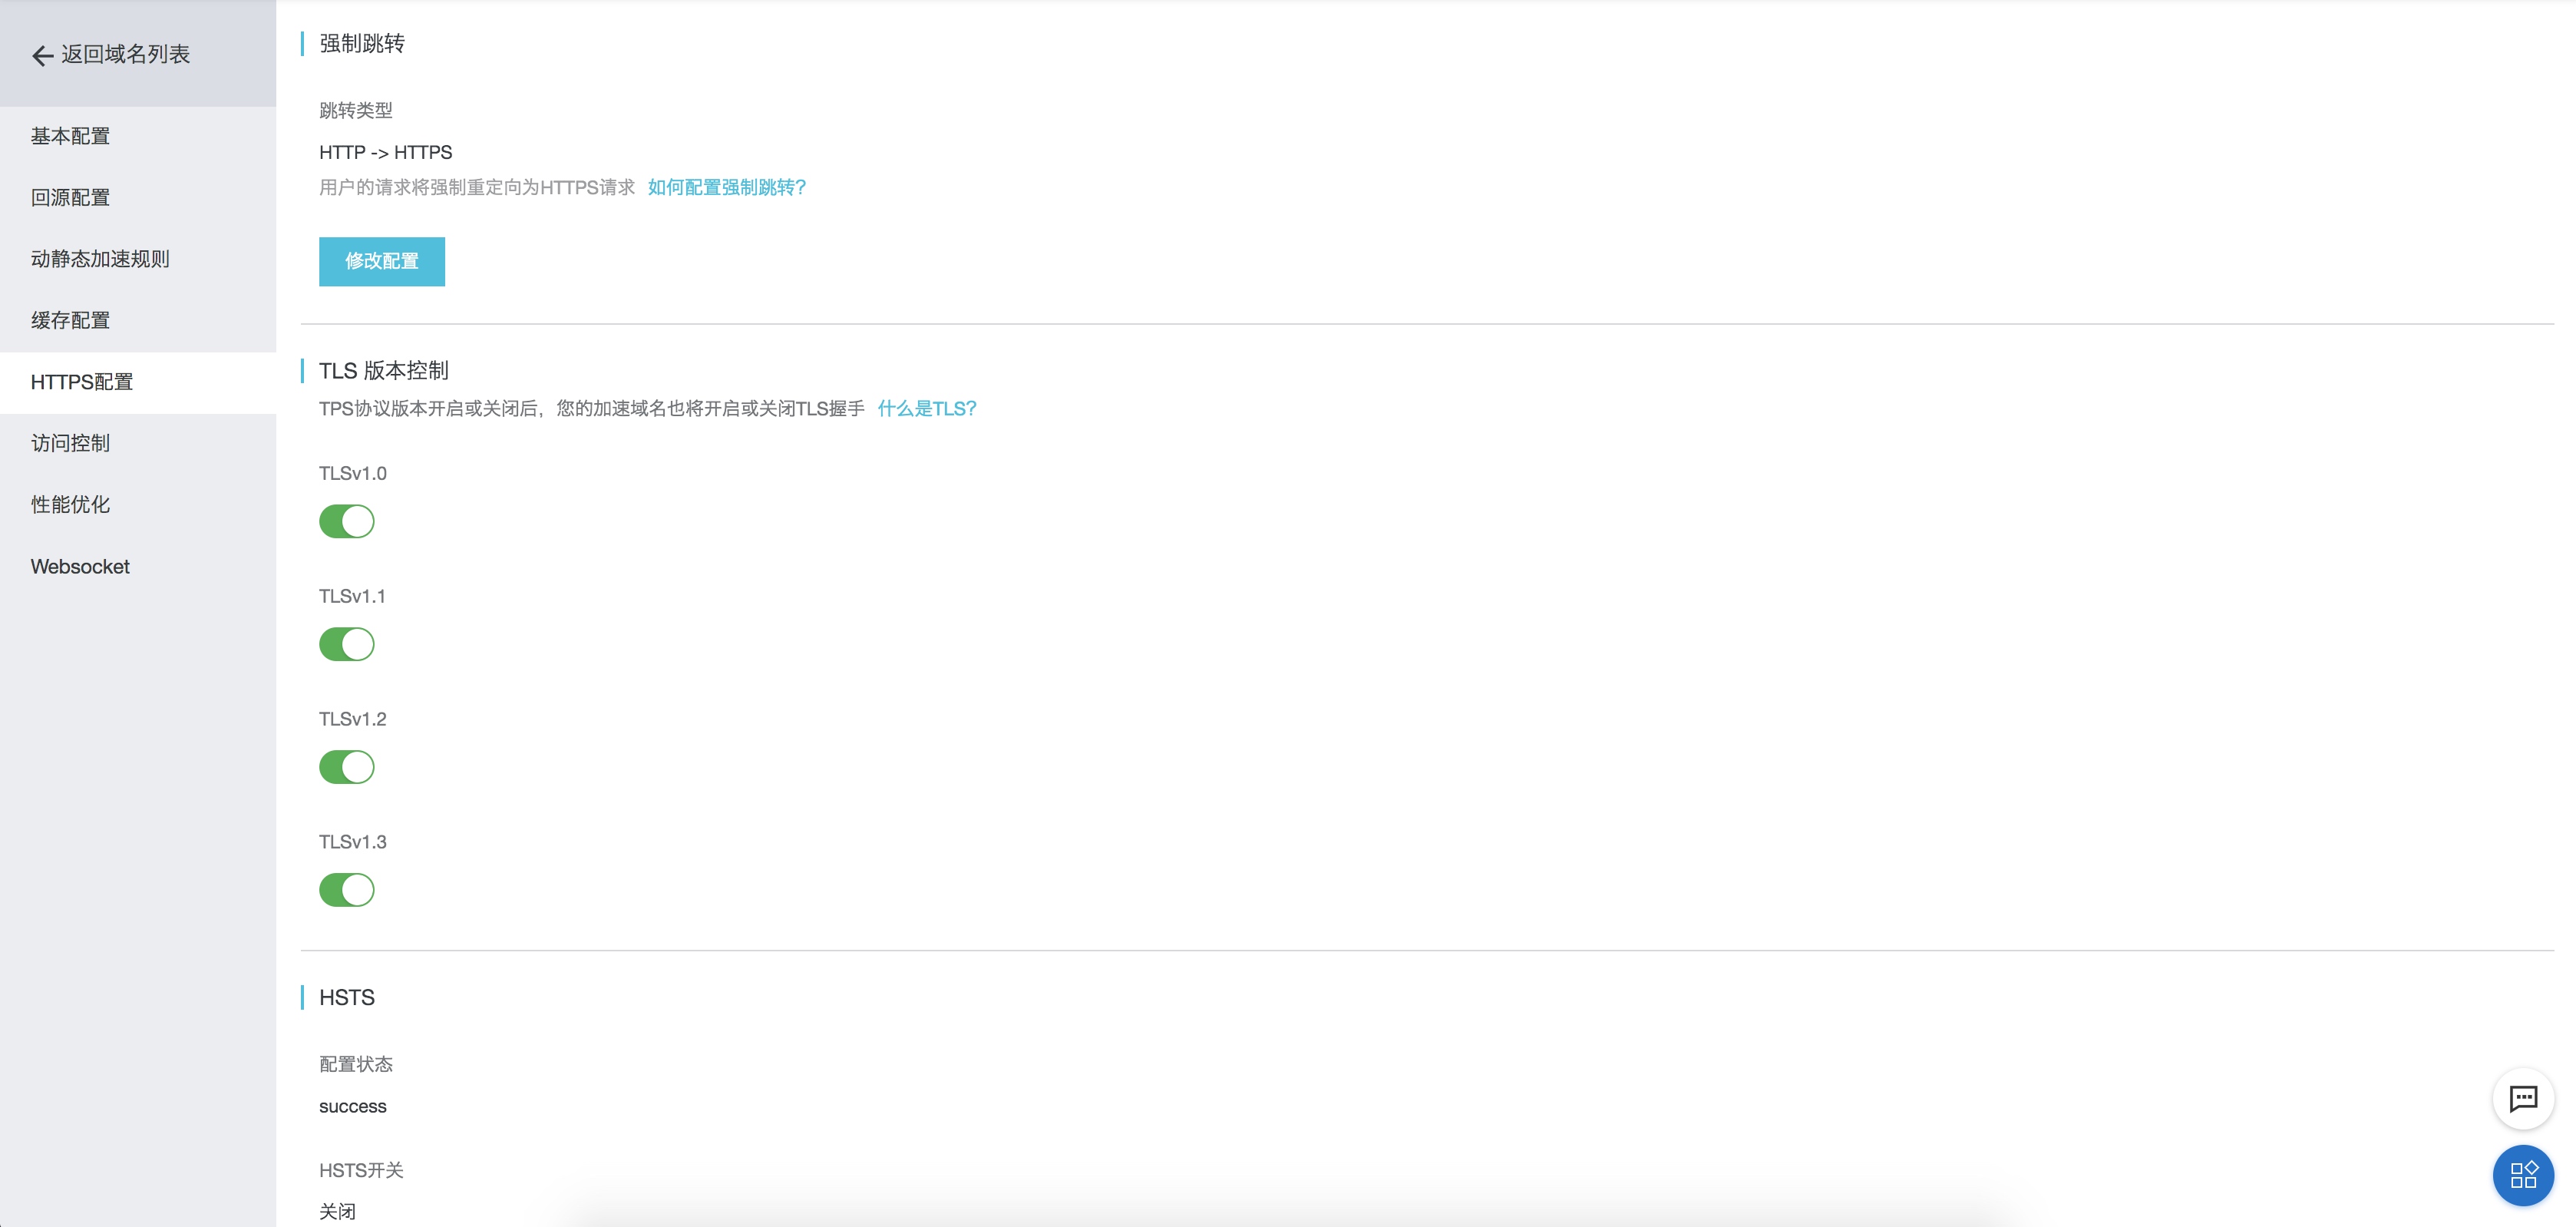 返回域名列表
基本配置
回源配置
动静态加速规则
缓存配置
HTTPS配置
访问控制
性能优化
Websocket
强制跳转
跳转类型
HTTP -> HTTPS
用户的请求将强制重定向为HTTPS请求 如何配置强制跳转?
修改配置
TLS 版本控制
TPS协议版本开启或关闭后，您的加速域名也将开启或关闭TLS握手 什么是TLS?
TLSv1.0
TLSv1.1
TLSv1.2
TLSv1.3
HSTS
配置状态
success
HSTS开关
关闭